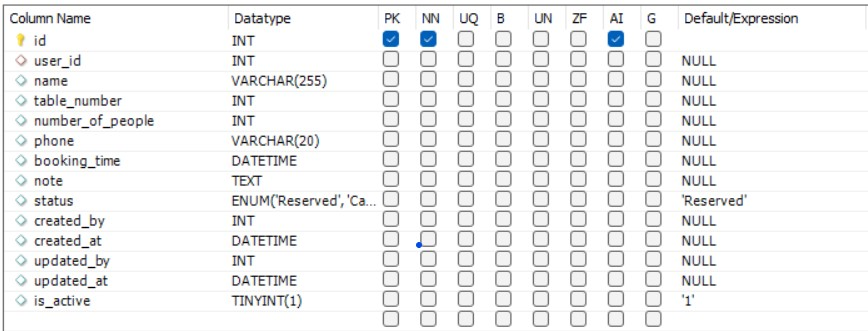 Column Name Datatype PK NN UQ B UN ZF AI G Default/Expression
id INT
user_id INT NULL
name VARCHAR(255) NULL
table_number INT NULL
number_of_people INT NULL
phone VARCHAR(20) NULL
booking_time DATETIME NULL
note TEXT NULL
status ENUM('Reserved', 'Ca... 'Reserved'
created_by INT NULL
created_at DATETIME NULL
updated_by INT NULL
updated_at DATETIME NULL
is_active TINYINT(1) '1'